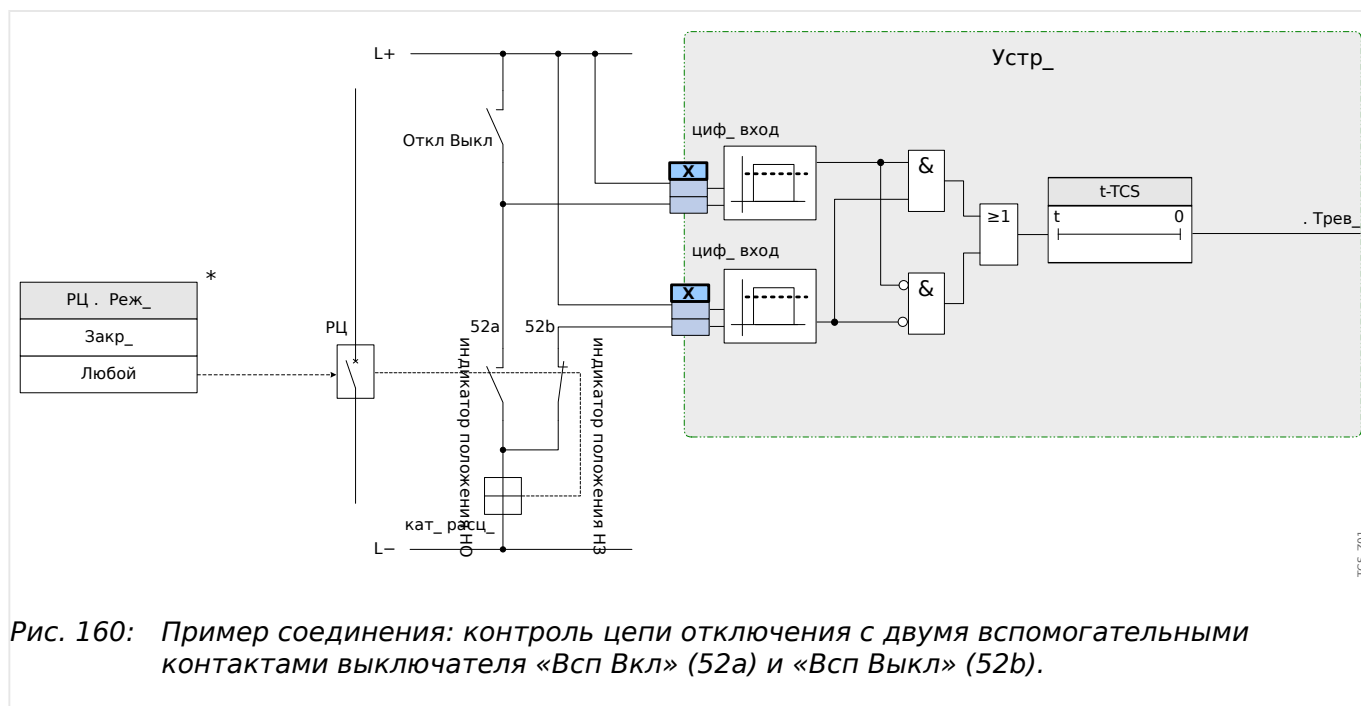 L+
Устр_
циф_ вход
Откл Выкл
X
&
t-TCS
t 0
≥1
. Трев_
циф_ вход
*
X
&
РЦ . Реж_
Закр_
Любой
РЦ
52a 52b
индикатор положения НО
индикатор положения НЗ
кат_ расц_
L−
Рис. 160: Пример соединения: контроль цепи отключения с двумя вспомогательными
контактами выключателя «Всп Вкл» (52a) и «Всп Выкл» (52b).